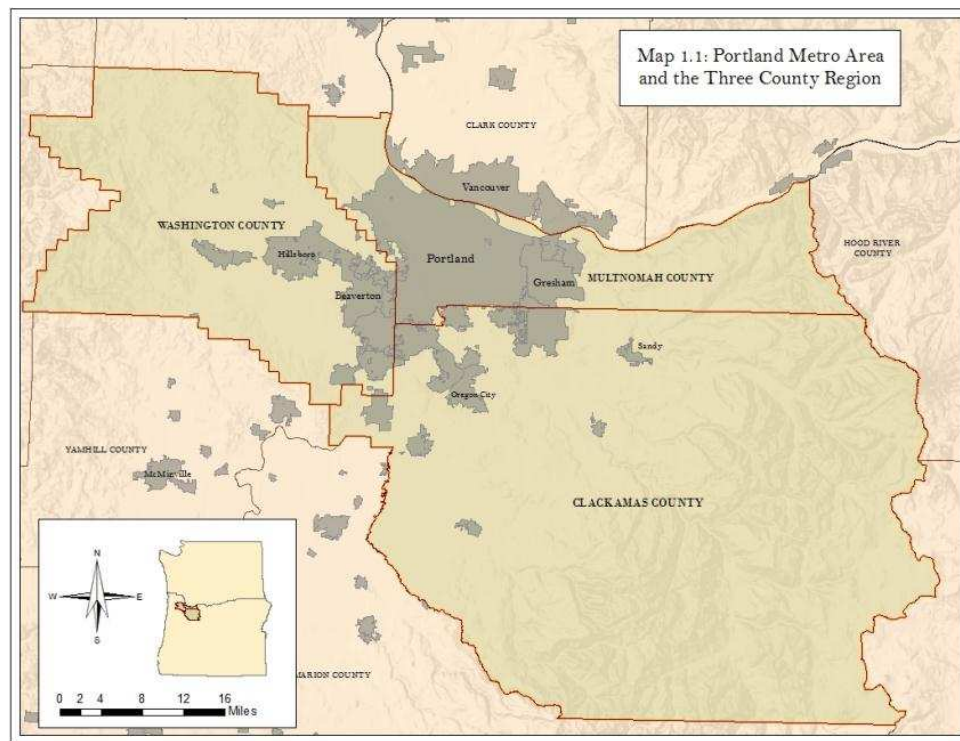 Map 1.1: Portland Metro Area
and the Three County
Region
CLARK COUNTY
Vancouver
WASHINGTON COUNTY
HOOD RIVER
COUNTY
Hillsboro
Portland
Gresham
MULTNOMAH COUNTY
Beaverton
Sandy
Oregon City
YAMHILL COUNTY
McMinville
CLACKAMAS COUNTY
N
W
E
S
MARION COUNTY
0 2 4 8 12 16
Miles